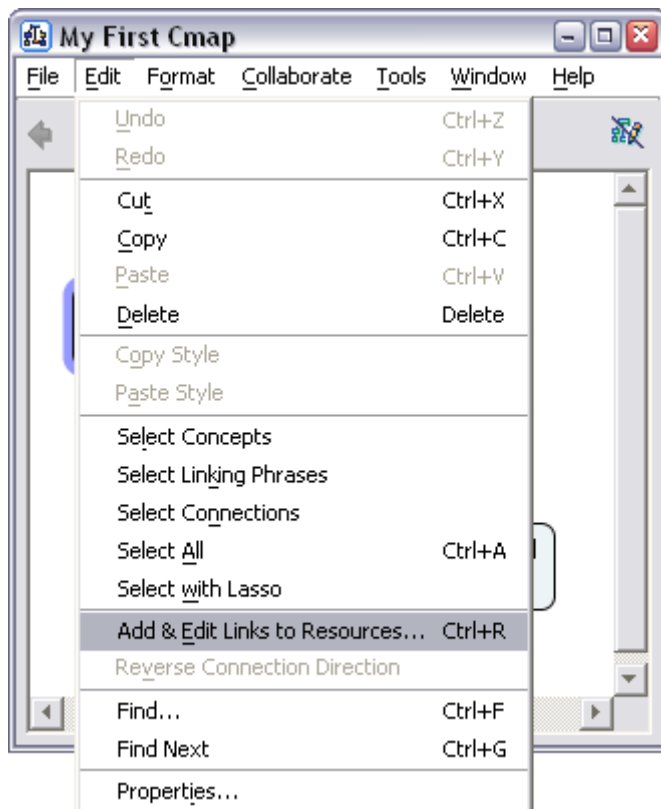 My First Cmap
File Edit Format Collaborate Tools Window Help
Undo Ctrl+Z
Redo Ctrl+Y
Cut Ctrl+X
Copy Ctrl+C
Paste Ctrl+V
Delete Delete
Copy Style
Paste Style
Select Concepts
Select Linking Phrases
Select Connections
Select All Ctrl+A
Select with Lasso
Add & Edit Links to Resources... Ctrl+R
Reverse Connection Direction
Find... Ctrl+F
Find Next Ctrl+G
Properties...